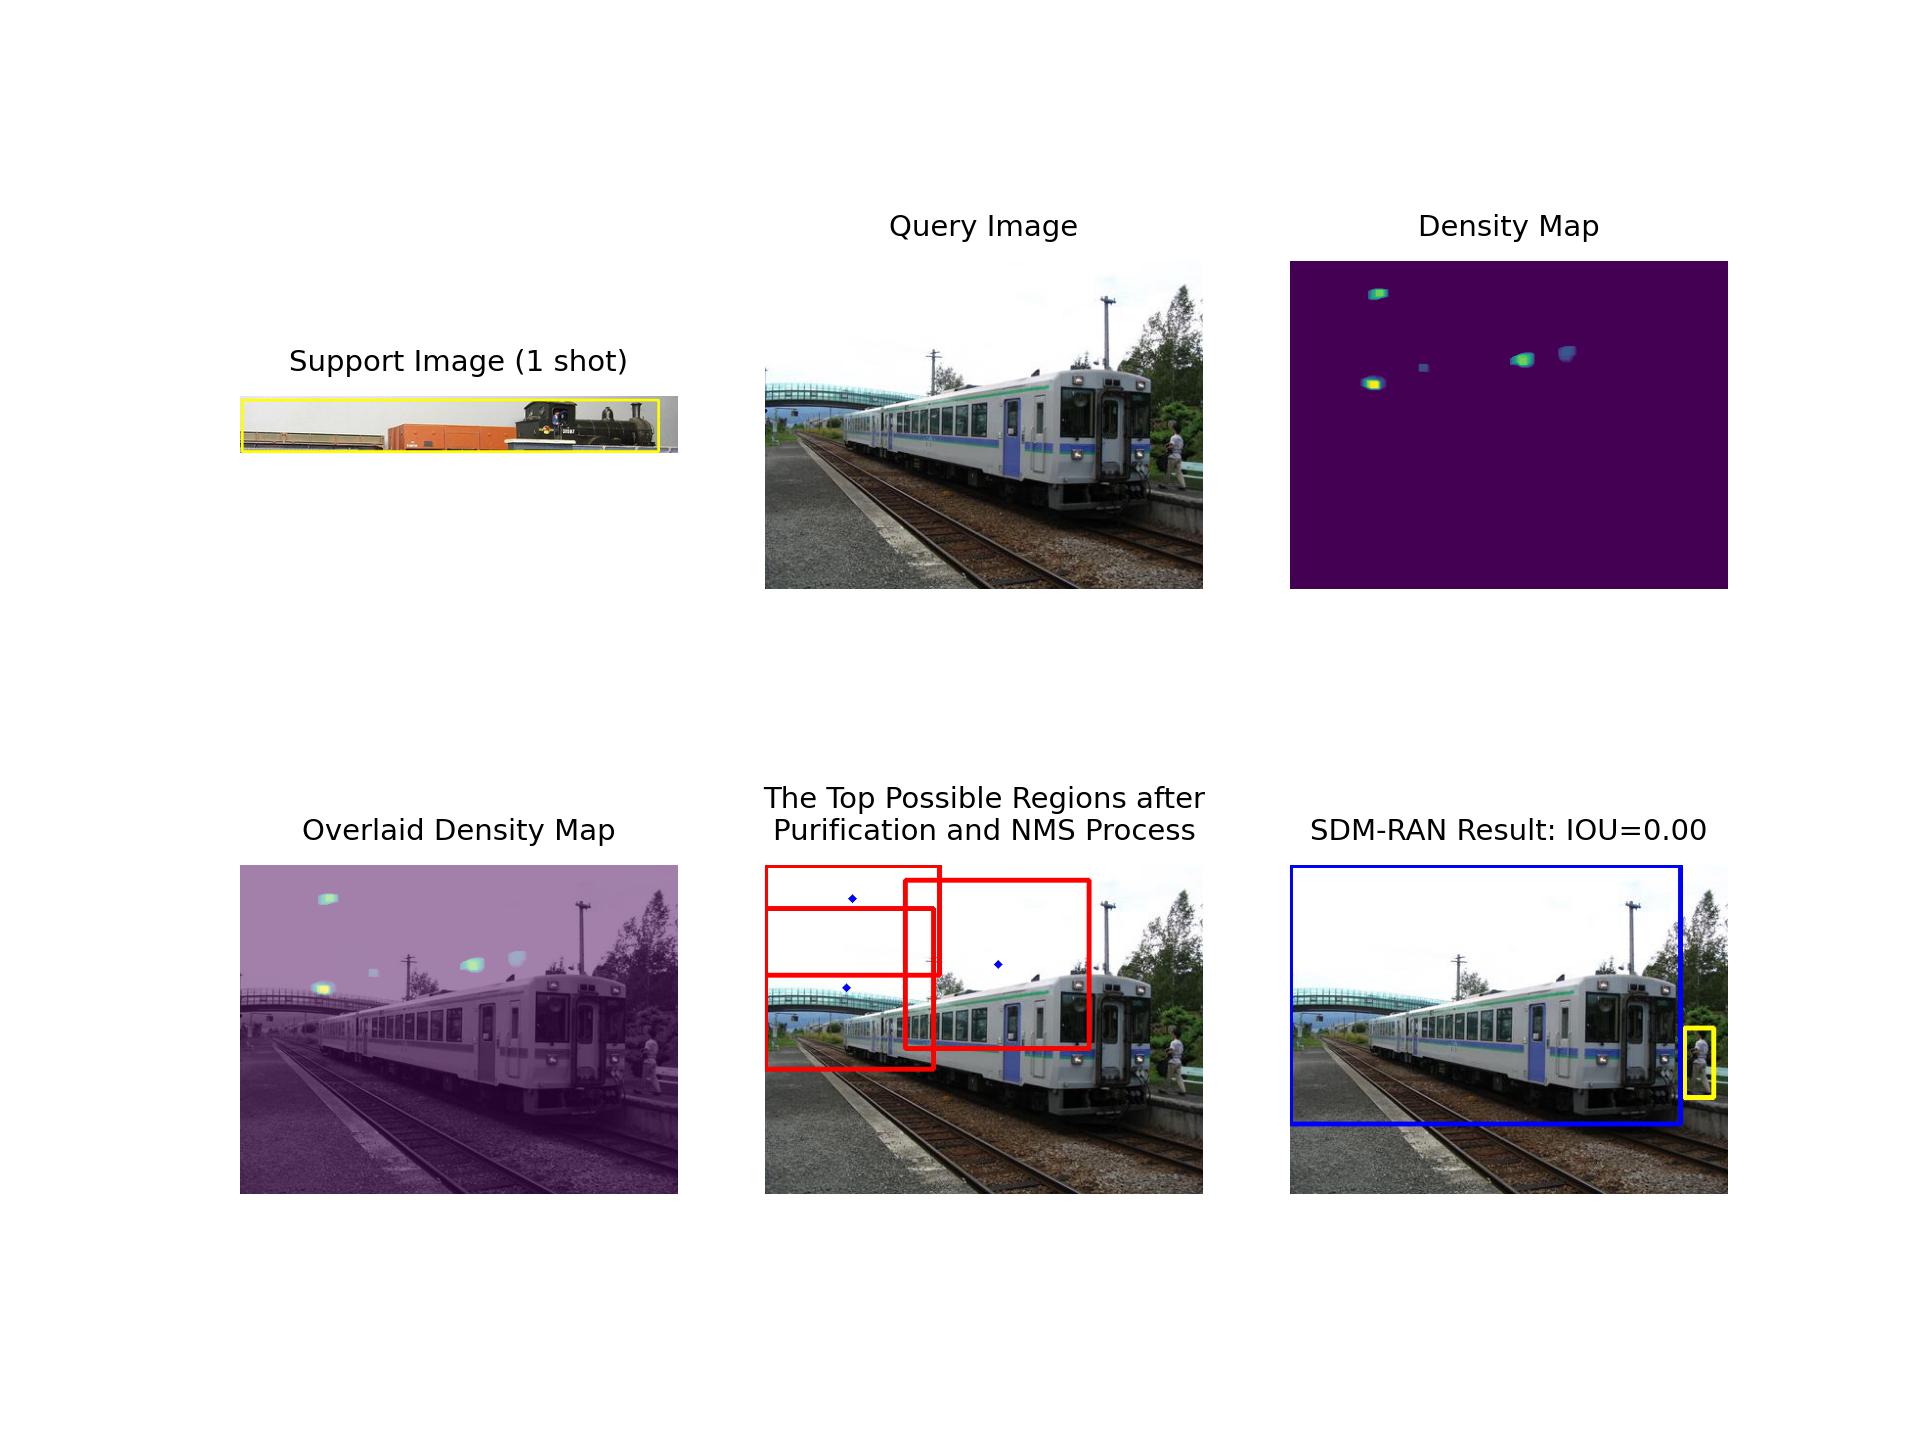 Query Image
Density Map
Support Image (1 shot)
The Top Possible Regions after
Purification and NMS Process
Overlaid Density Map
SDM-RAN Result: IOU=0.00